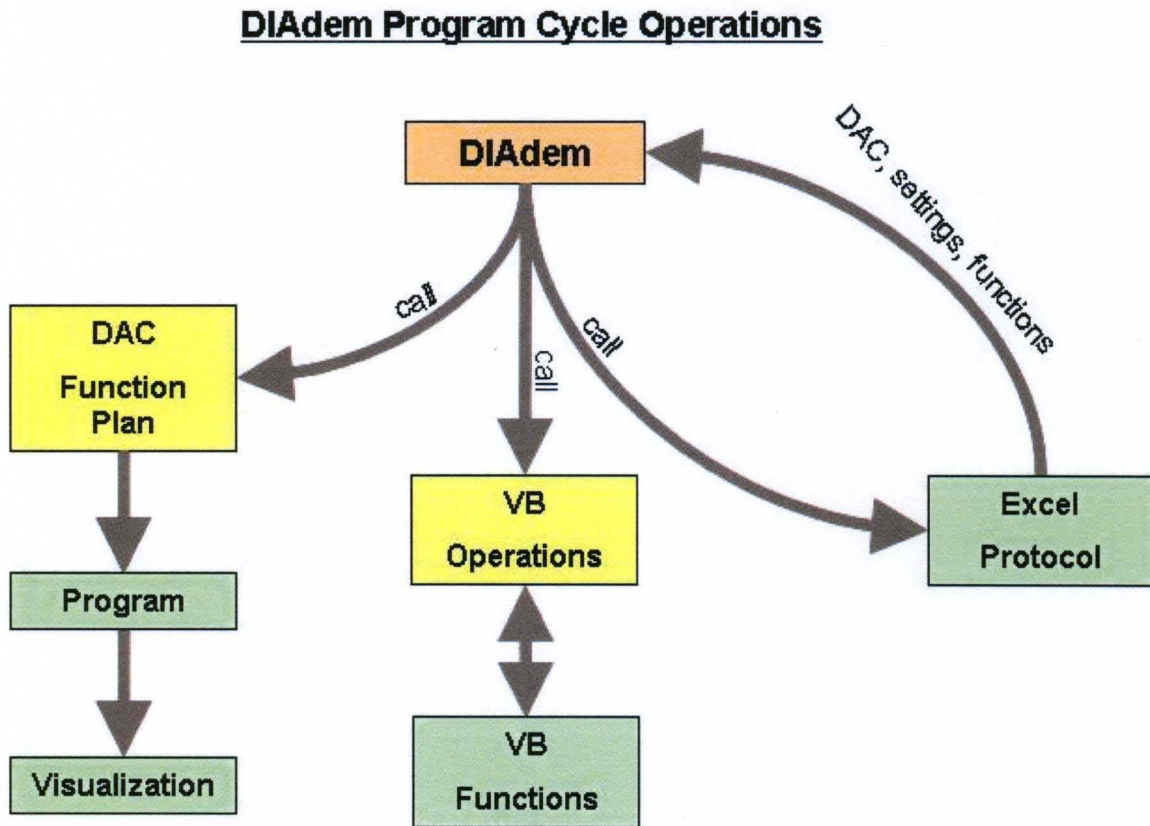 DIAdem Program Cycle Operations
DIAdem
DAC, settings, functions
call
call
call
DAC
Function
Plan
VB
Operations
Excel
Protocol
Program
Visualization
VB
Functions